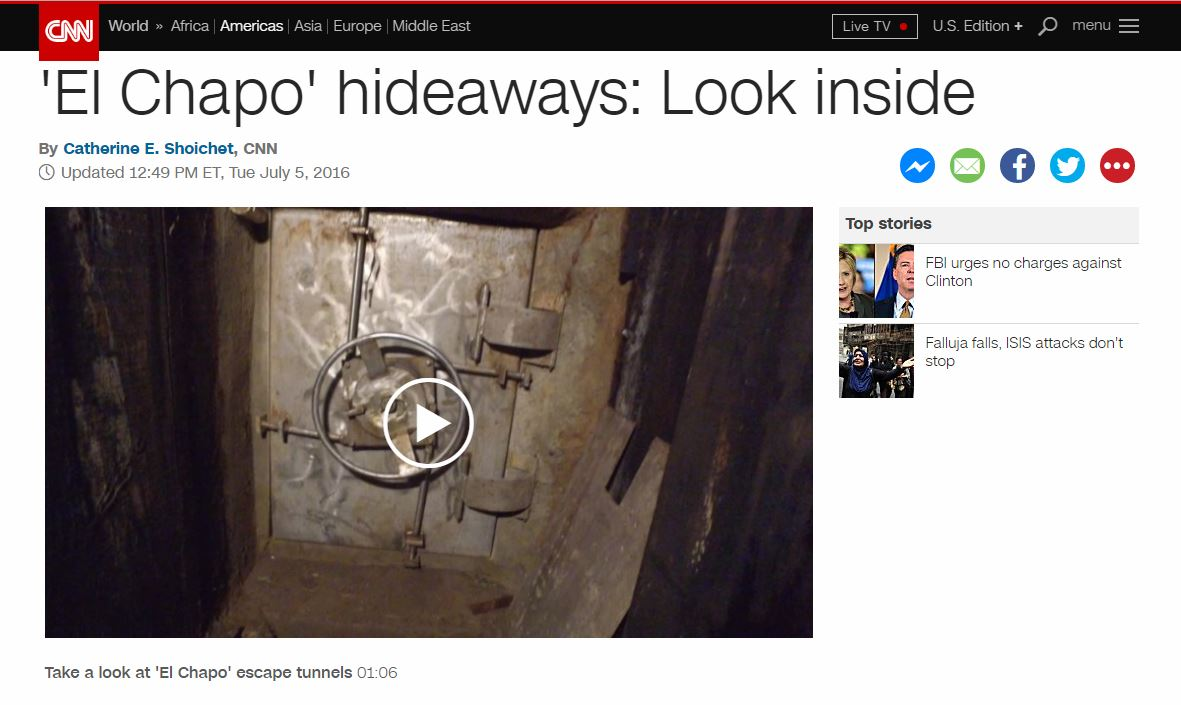 CNN
World » Africa | Americas | Asia | Europe | Middle East
Live TV
U.S. Edition +
menu
'El Chapo' hideaways: Look inside
By Catherine E. Shoichet, CNN
Updated 12:49 PM ET, Tue July 5, 2016
Top stories
FBI urges no charges against
Clinton
Falluja falls, ISIS attacks don't
stop
Take a look at 'El Chapo' escape tunnels 01:06